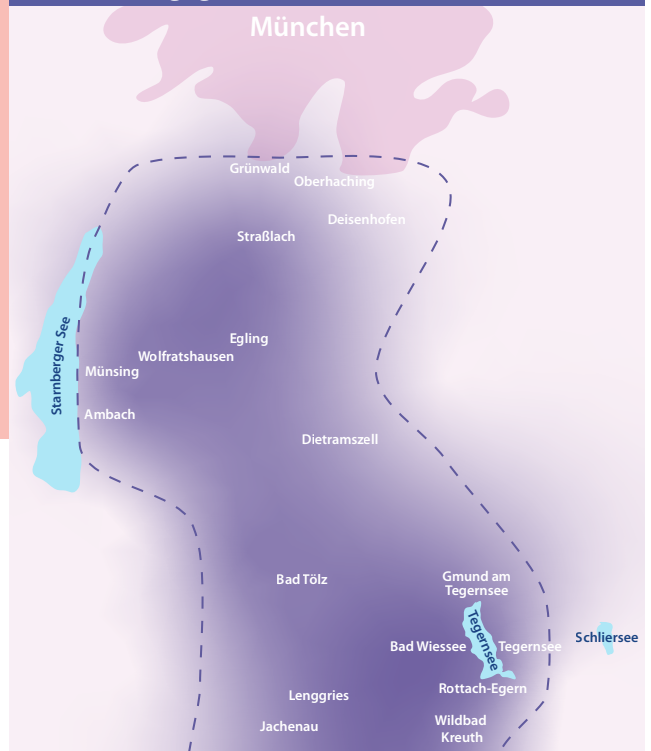 München
Grünwald
Oberhaching
Deisenhofen
Straßlach
Egling
Wolfratshausen
Münsing
Starnberger See
Ambach
Dietramszell
Bad Tölz
Gmund am
Tegernsee
Tegernsee
Schliersee
Bad Wiessee
Tegernsee
Rottach-Egern
Lenggries
Wildbad
Kreuth
Jachenau